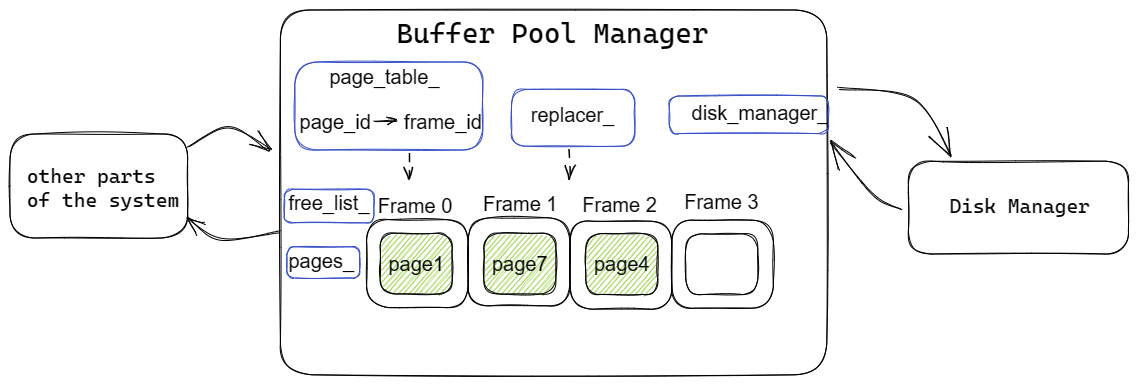 Buffer Pool Manager
page_table_
page_id frame_id
replacer_
disk_manager_
other parts
of the system
Disk Manager
free_list_
Frame 0
Frame 1
Frame 2
Frame 3
pages_
page1
page7
page4